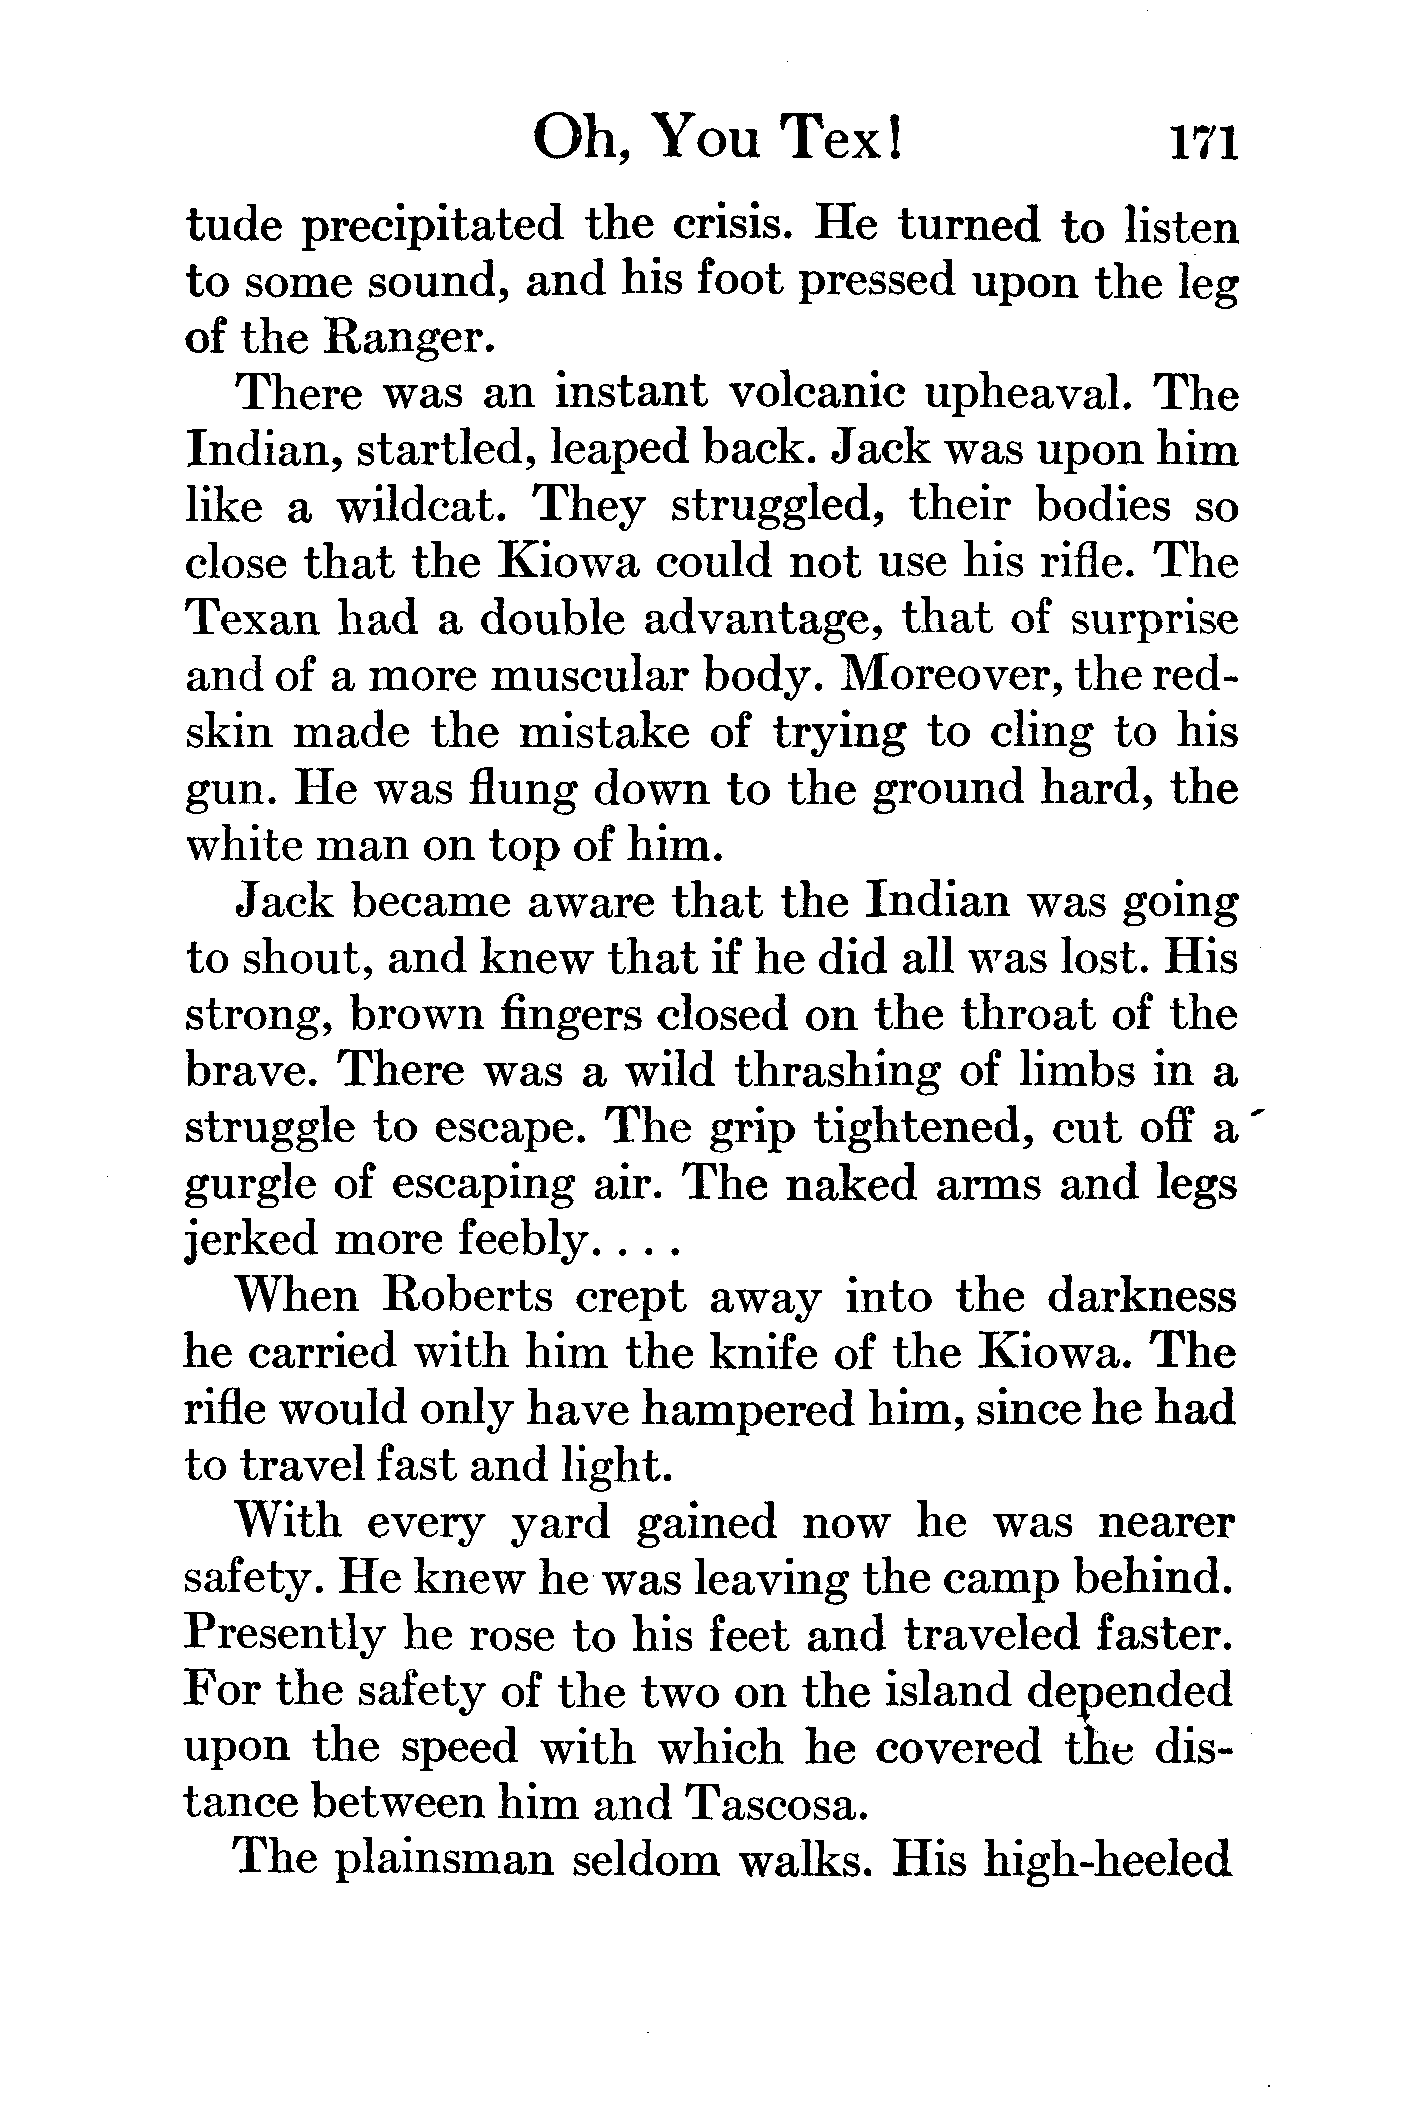 Oh, You Tex! 171
tude precipitated the crisis. He turned to listen
to some sound, and his foot pressed upon the leg
of the Ranger.
There was an instant volcanic upheaval. The
Indian, startled, leaped back. Jack was upon him
like a wildcat. They struggled, their bodies so
close that the Kiowa could not use his rifle. The
Texan had a double advantage, that of surprise
and of a more muscular body. Moreover, the red-
skin made the mistake of trying to cling to his
gun. He was flung down to the ground hard, the
white man on top of him.
Jack became aware that the Indian was going
to shout, and knew that if he did all was lost. His
strong, brown fingers closed on the throat of the
brave. There was a wild thrashing of limbs in a
struggle to escape. The grip tightened, cut off a
gurgle of escaping air. The naked arms and legs
jerked more feebly. . . .
When Roberts crept away into the darkness
he carried with him the knife of the Kiowa. The
rifle would only have hampered him, since he had
to travel fast and light.
With every yard gained now he was nearer
safety. He knew he was leaving the camp behind.
Presently he rose to his feet and traveled faster.
For the safety of the two on the island depended
upon the speed with which he covered the dis-
tance between him and Tascosa.
The plainsman seldom walks. His high-heeled